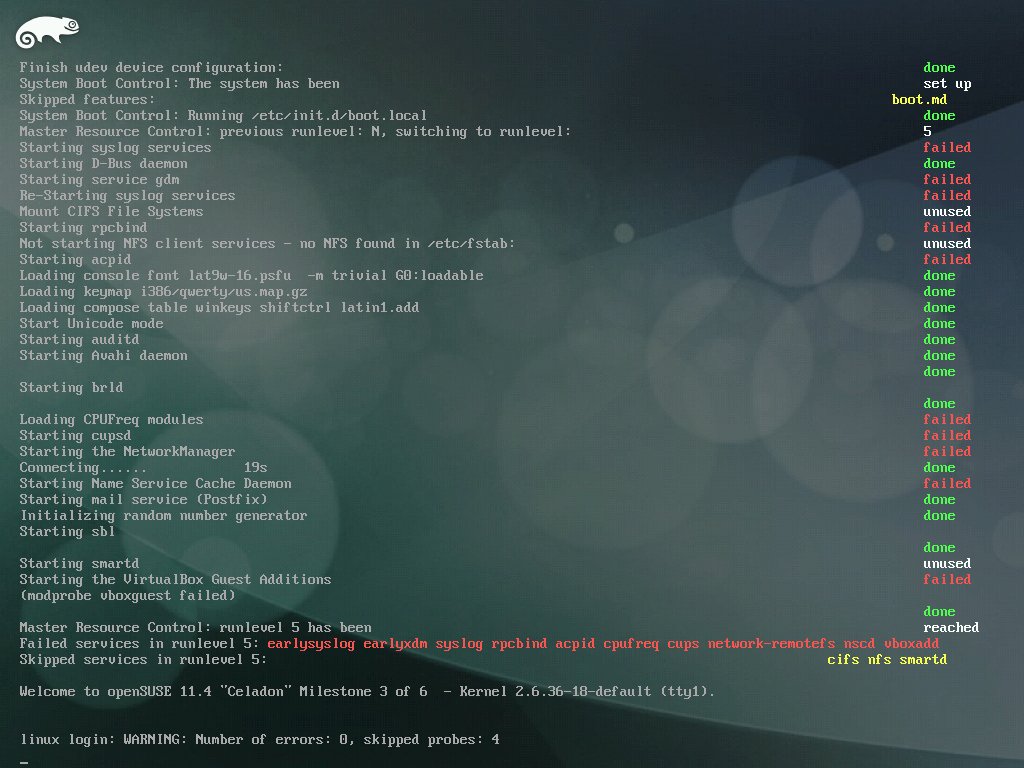 Finish udev device configuration: done
System Boot Control: The system has been set up
Skipped features: boot.md
System Boot Control: Running /etc/init.d/boot.local done
Master Resource Control: previous runlevel: N, switching to runlevel: 5
Starting syslog services failed
Starting D-Bus daemon done
Starting service gdm failed
Re-Starting syslog services failed
Mount CIFS File Systems unused
Starting rpcbind failed
Not starting NFS client services - no NFS found in /etc/fstab: unused
Starting acpid failed
Loading console font lat9w-16.psfu  -m trivial G0:loadable done
Loading keymap i386/qwerty/us.map.gz done
Loading compose table winkeys shiftctrl latin1.add done
Start Unicode mode done
Starting auditd done
Starting Avahi daemon done
done
Starting brld
done
Loading CPUFreq modules failed
Starting cupsd failed
Starting the NetworkManager failed
Connecting...... 19s done
Starting Name Service Cache Daemon failed
Starting mail service (Postfix) done
Initializing random number generator done
Starting sbl
done
Starting smartd unused
Starting the VirtualBox Guest Additions failed
(modprobe vboxguest failed)
done
Master Resource Control: runlevel 5 has been reached
Failed services in runlevel 5: earlysyslog earlyxdm syslog rpcbind acpid cpufreq cups network-remotefs nscd vboxadd
Skipped services in runlevel 5: cifs nfs smartd
Welcome to openSUSE 11.4 "Celadon" Milestone 3 of 6  - Kernel 2.6.36-18-default (tty1).
linux login: WARNING: Number of errors: 0, skipped probes: 4
_